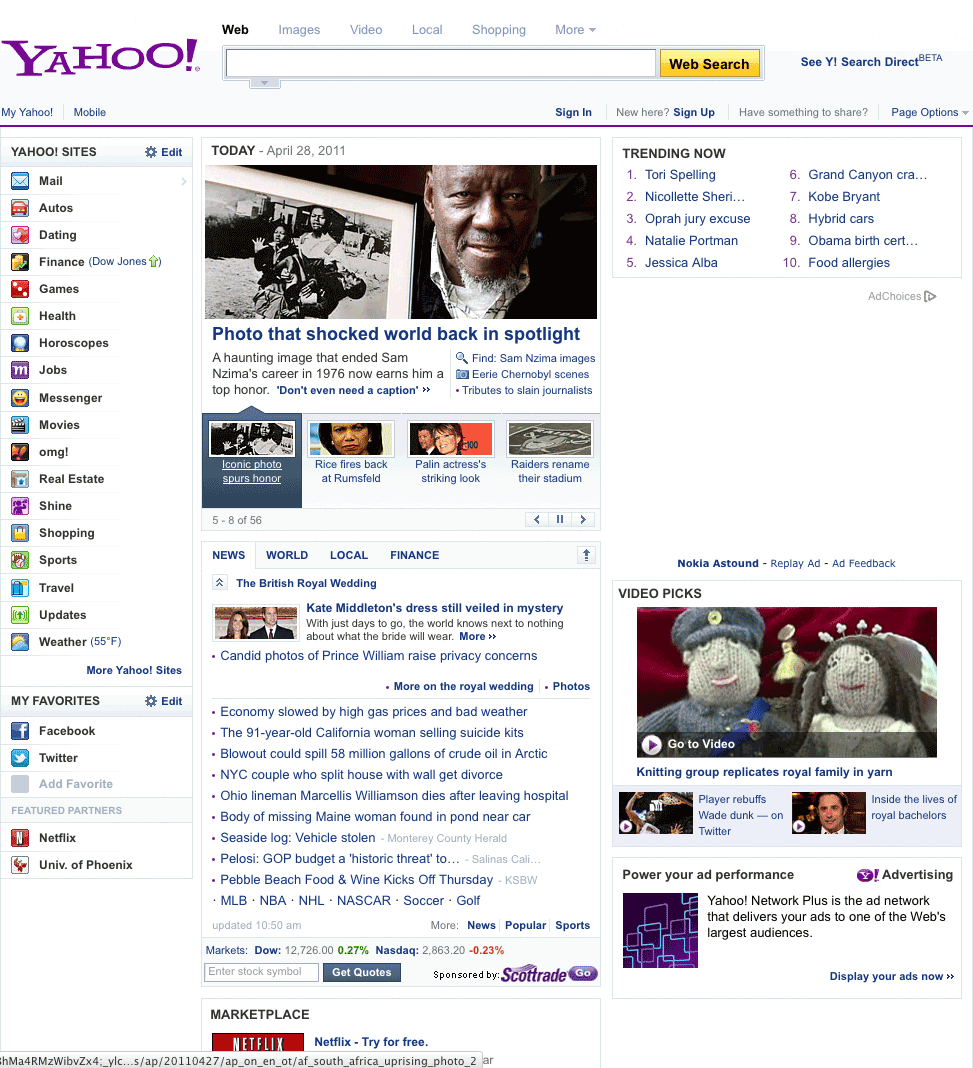 YAHOO!
Web Images Video Local Shopping More
Web Search
See Y! Search Direct BETA
My Yahoo! Mobile
Sign In New here? Sign Up Have something to share? Page Options
YAHOO! SITES Edit
Mail
Autos
Dating
Finance (Dow Jones)
Games
Health
Horoscopes
Jobs
Messenger
Movies
omg!
Real Estate
Shine
Shopping
Sports
Travel
Updates
Weather (55°F)
More Yahoo! Sites
MY FAVORITES Edit
Facebook
Twitter
Add Favorite
FEATURED PARTNERS
Netflix
Univ. of Phoenix
TODAY - April 28, 2011
Photo that shocked world back in spotlight
A haunting image that ended Sam
Nzima's career in 1976 now earns him a
top honor. 'Don't even need a caption' »
Find: Sam Nzima images
Eerie Chernobyl scenes
• Tributes to slain journalists
Iconic photo
spurs honor
Rice fires back
at Rumsfeld
Palin actress's
striking look
Raiders rename
their stadium
5 - 8 of 56
NEWS WORLD LOCAL FINANCE
The British Royal Wedding
Kate Middleton's dress still veiled in mystery
With just days to go, the world knows next to nothing
about what the bride will wear. More »
• Candid photos of Prince William raise privacy concerns
• More on the royal wedding • Photos
• Economy slowed by high gas prices and bad weather
• The 91-year-old California woman selling suicide kits
• Blowout could spill 58 million gallons of crude oil in Arctic
• NYC couple who split house with wall get divorce
• Ohio lineman Marcellis Williamson dies after leaving hospital
• Body of missing Maine woman found in pond near car
• Seaside log: Vehicle stolen - Monterey County Herald
• Pelosi: GOP budget a 'historic threat' to… - Salinas Cali…
• Pebble Beach Food & Wine Kicks Off Thursday - KSBW
· MLB · NBA · NHL · NASCAR · Soccer · Golf
updated 10:50 am More: News Popular Sports
Markets: Dow: 12,726.00 0.27% Nasdaq: 2,863.20 -0.23%
Enter stock symbol Get Quotes Sponsored by: Scottrade Go
MARKETPLACE
NETFLIX Netflix - Try for free.
ar
hMa4RMzWibvZx4;_ylc...s/ap/20110427/ap_on_en_ot/af_south_africa_uprising_photo_2
TRENDING NOW
1. Tori Spelling
2. Nicollette Sheri…
3. Oprah jury excuse
4. Natalie Portman
5. Jessica Alba
6. Grand Canyon cra…
7. Kobe Bryant
8. Hybrid cars
9. Obama birth cert…
10. Food allergies
AdChoices
Nokia Astound - Replay Ad - Ad Feedback
VIDEO PICKS
Go to Video
Knitting group replicates royal family in yarn
Player rebuffs
Wade dunk — on
Twitter
Inside the lives of
royal bachelors
Power your ad performance Y! Advertising
Yahoo! Network Plus is the ad network
that delivers your ads to one of the Web's
largest audiences.
Display your ads now »